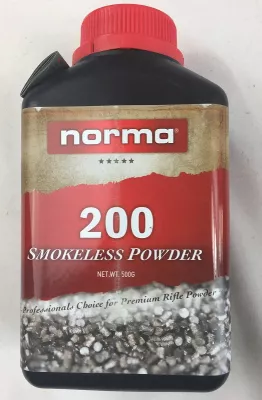 norma®
200
SMOKELESS POWDER
NET.WT. 500G
Professionals Choice for Premium Rifle Powder